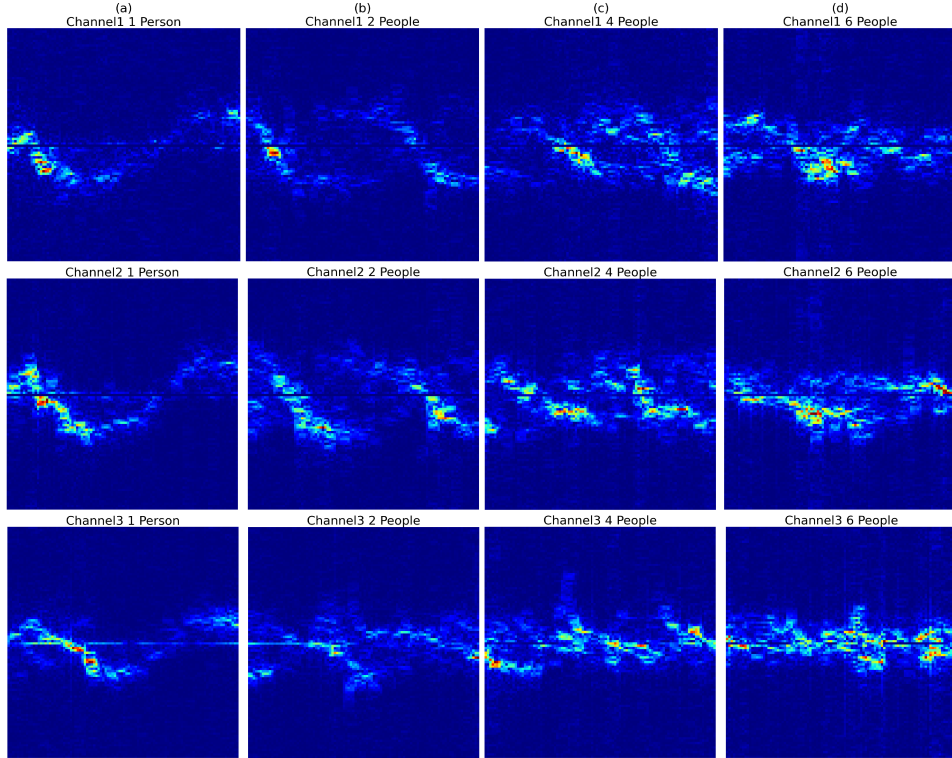 (a) (b) (c) (d)
Channel1 1 Person Channel1 2 People Channel1 4 People Channel1 6 People
Channel2 1 Person Channel2 2 People Channel2 4 People Channel2 6 People
Channel3 1 Person Channel3 2 People Channel3 4 People Channel3 6 People